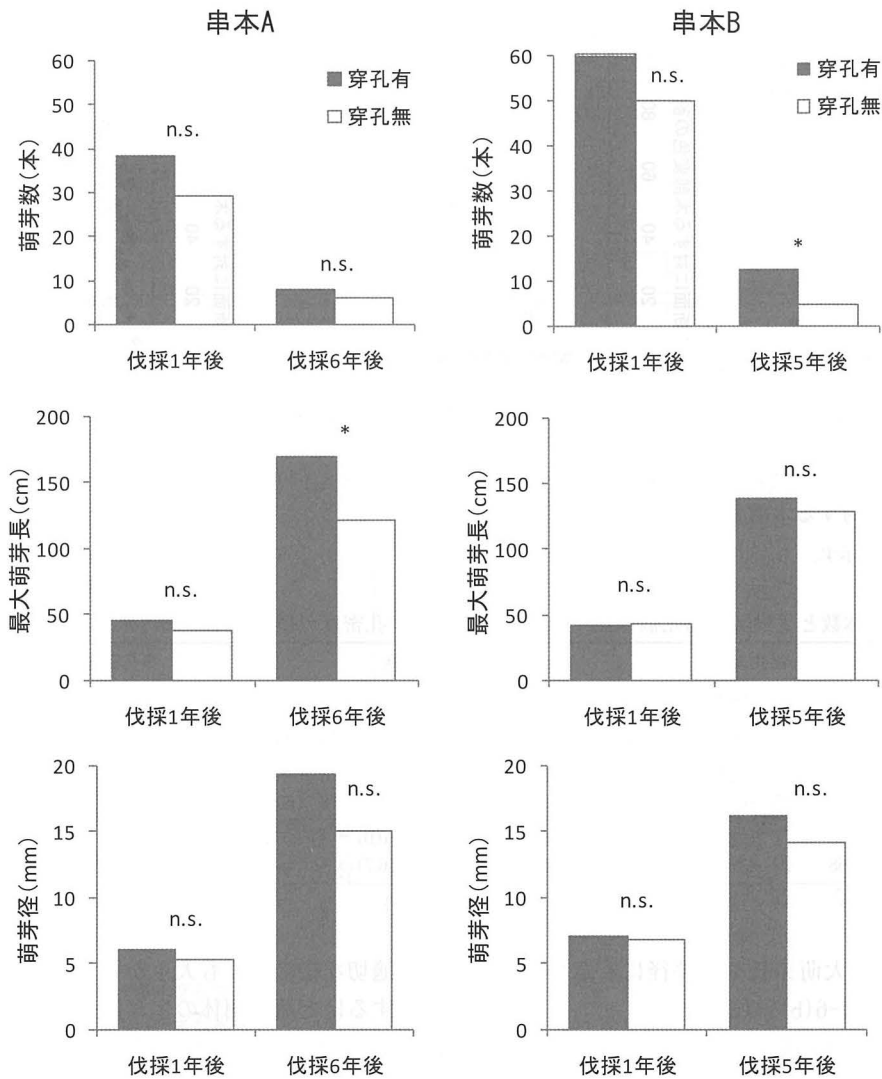 串本A
60
50
40
30
20
10
0
萌芽数(本)
穿孔有
穿孔無
n.s.
n.s.
伐採1年後
伐採6年後
串本B
60
50
40
30
20
10
0
萌芽数(本)
穿孔有
穿孔無
n.s.
*
伐採1年後
伐採5年後
200
150
100
50
0
最大萌芽長(cm)
n.s.
*
伐採1年後
伐採6年後
200
150
100
50
0
最大萌芽長(cm)
n.s.
n.s.
伐採1年後
伐採5年後
20
15
10
5
0
萌芽径(mm)
n.s.
n.s.
伐採1年後
伐採6年後
20
15
10
5
0
萌芽径(mm)
n.s.
n.s.
伐採1年後
伐採5年後